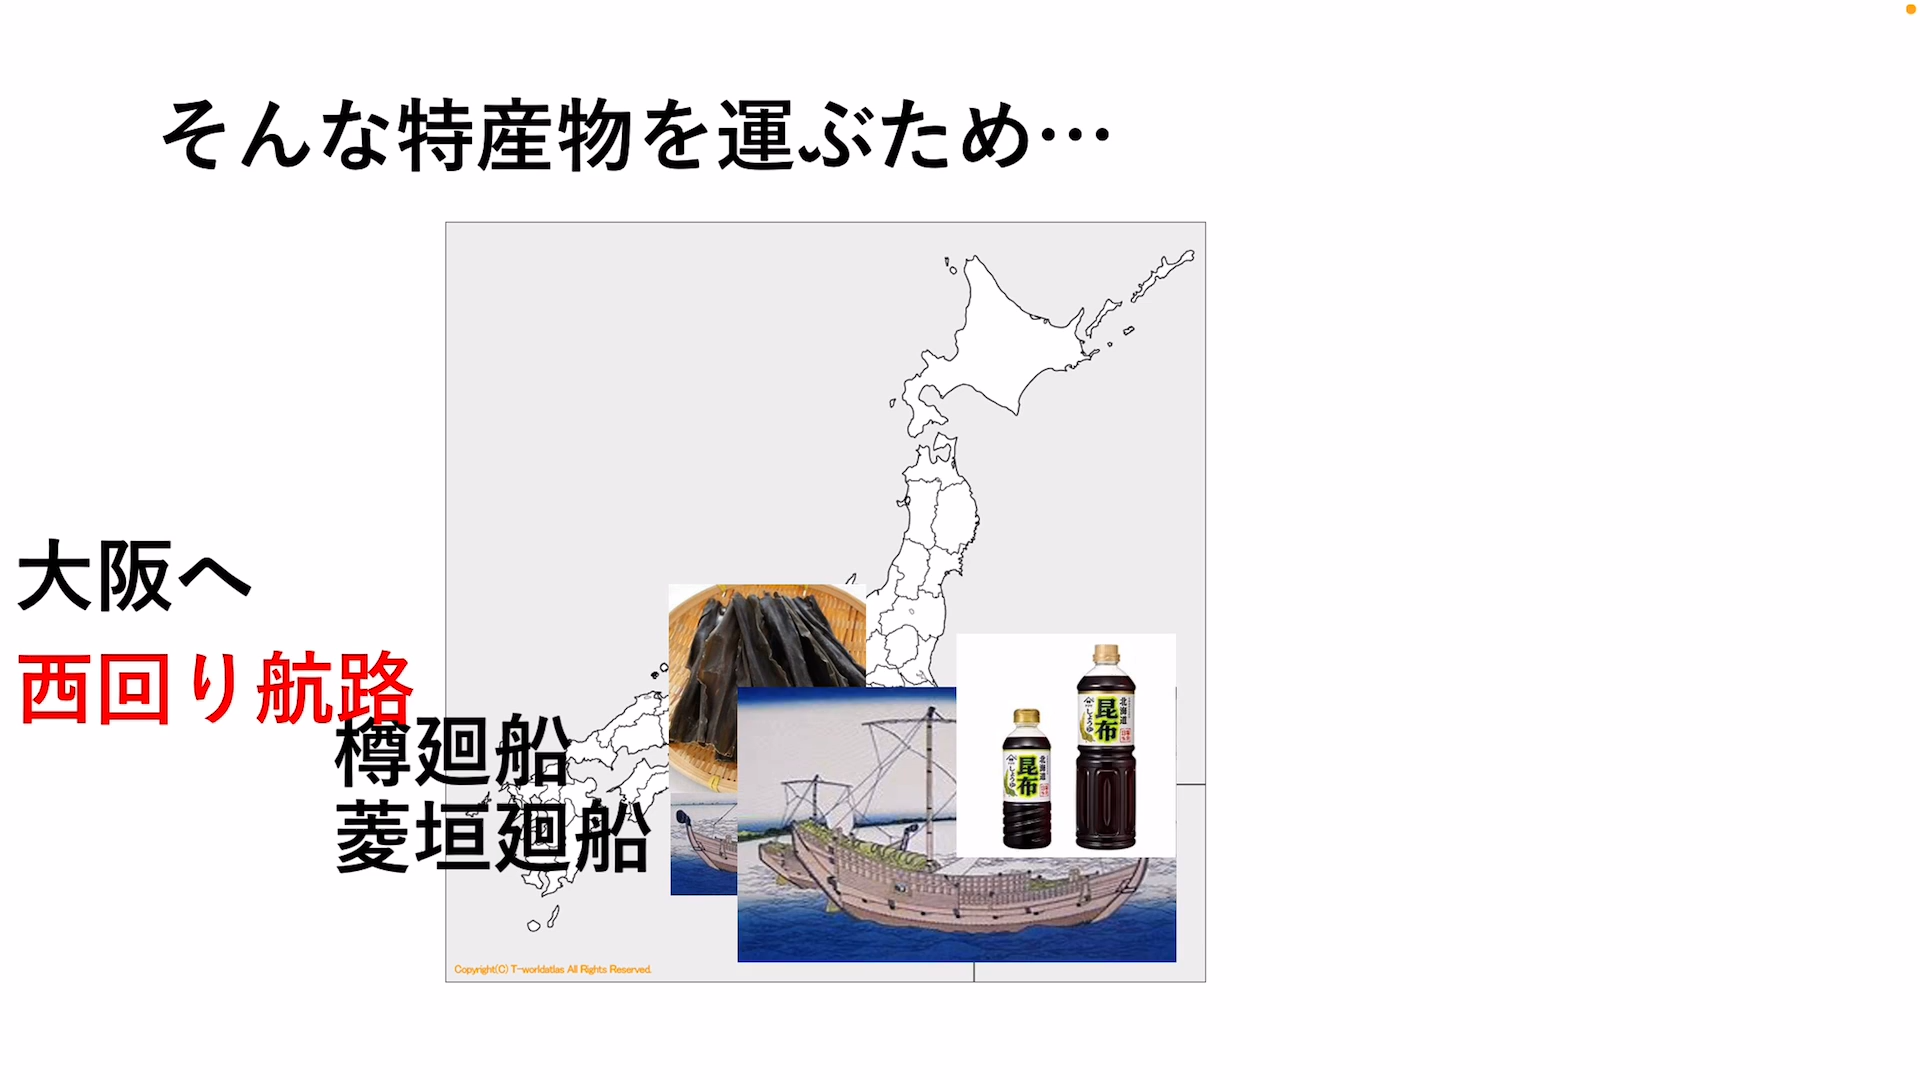 そんな特産物を運ぶため…
大阪へ
西回り航路
樽廻船
菱垣廻船
北海道
昆布
しょうゆ
北海道
昆布
しょうゆ
Copyright(C) T-worldatlas All Rights Reserved.